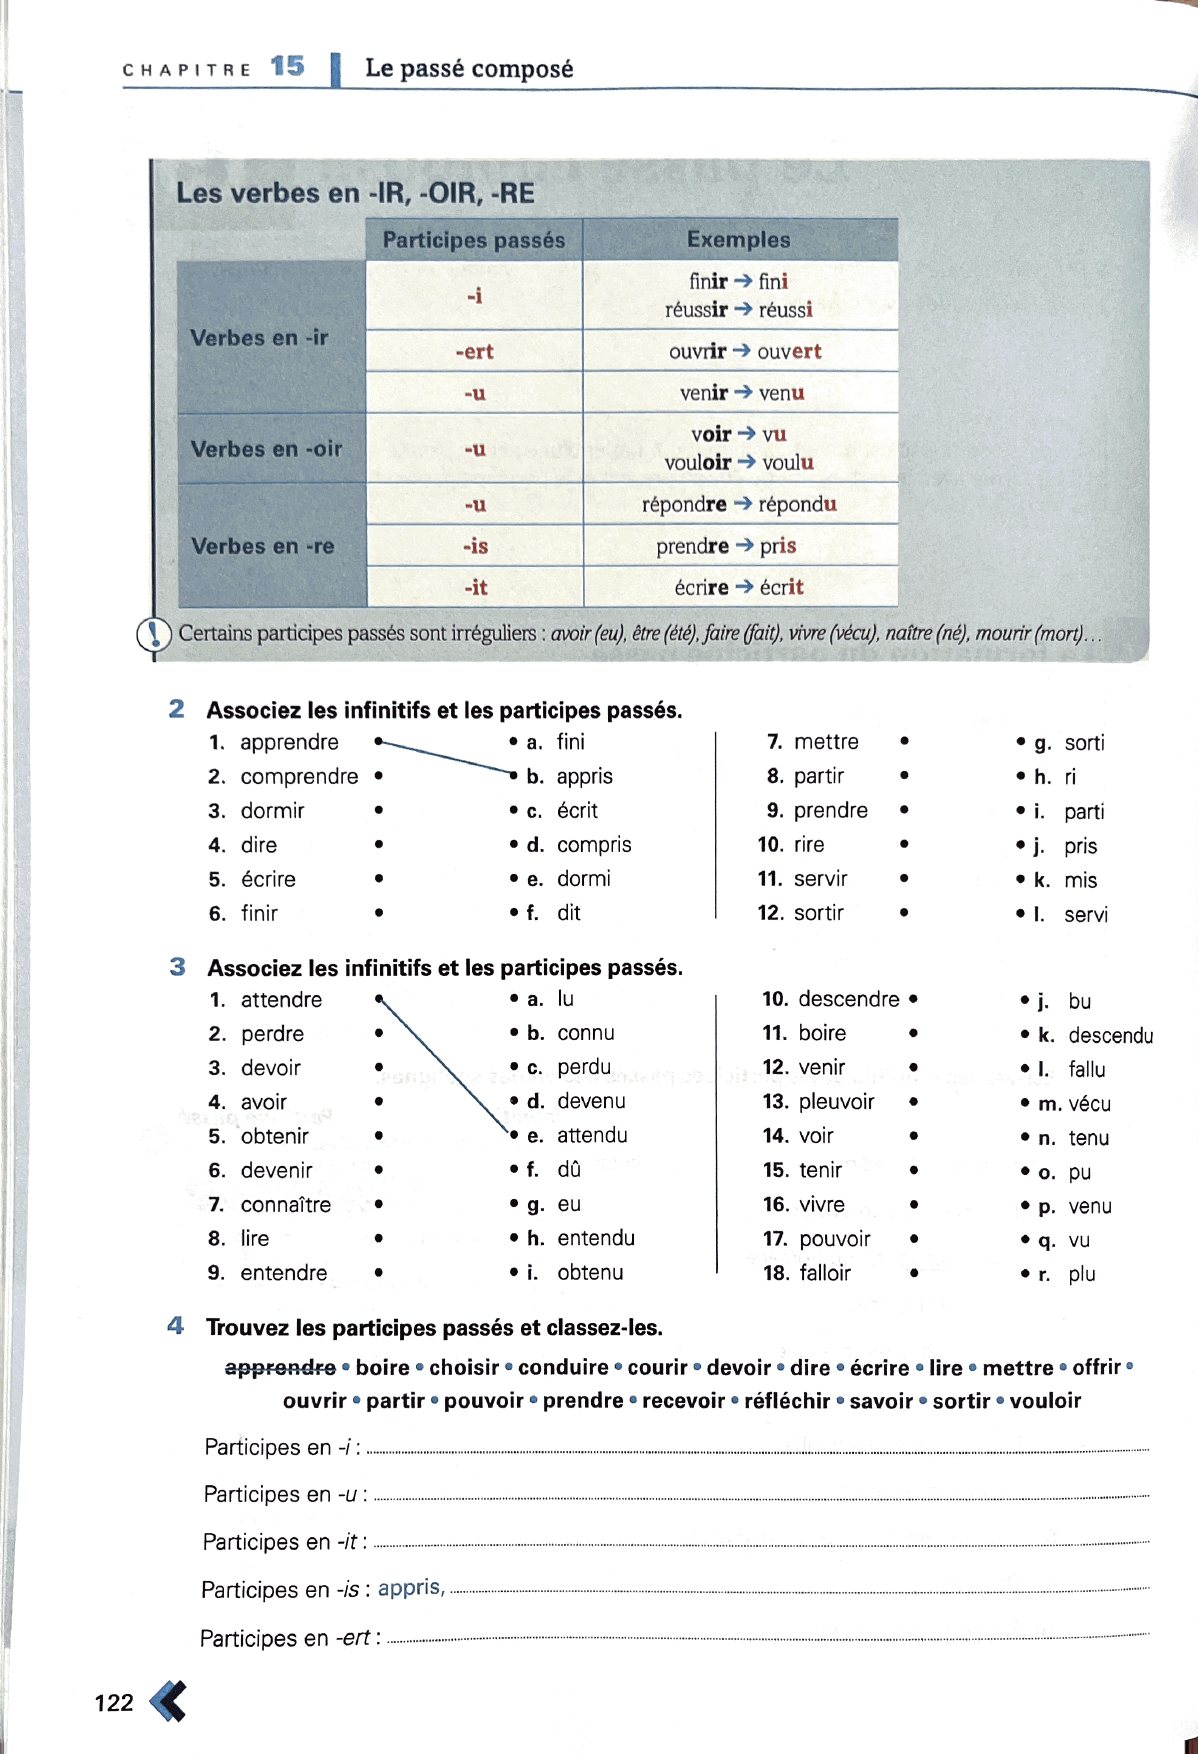 CHAPITRE 15 Le passé composé
Les verbes en -IR, -OIR, -RE
Participes passés Exemples
Verbes en -ir
-i
finir → fini
réussir → réussi
-ert
ouvrir → ouvert
-u
venir → venu
Verbes en -oir
-u
voir → vu
vouloir → voulu
Verbes en -re
-u
répondre → répondu
-is
prendre → pris
-it
écrire → écrit
! Certains participes passés sont irréguliers : avoir (eu), être (été), faire (fait), vivre (vécu), naître (né), mourir (mort)...
2 Associez les infinitifs et les participes passés.
1. apprendre • • a. fini
2. comprendre • • b. appris
3. dormir • • c. écrit
4. dire • • d. compris
5. écrire • • e. dormi
6. finir • • f. dit
7. mettre • • g. sorti
8. partir • • h. ri
9. prendre • • i. parti
10. rire • • j. pris
11. servir • • k. mis
12. sortir • • l. servi
3 Associez les infinitifs et les participes passés.
1. attendre • • a. lu
2. perdre • • b. connu
3. devoir • • c. perdu
4. avoir • • d. devenu
5. obtenir • • e. attendu
6. devenir • • f. dû
7. connaître • • g. eu
8. lire • • h. entendu
9. entendre • • i. obtenu
10. descendre • • j. bu
11. boire • • k. descendu
12. venir • • l. fallu
13. pleuvoir • • m. vécu
14. voir • • n. tenu
15. tenir • • o. pu
16. vivre • • p. venu
17. pouvoir • • q. vu
18. falloir • • r. plu
4 Trouvez les participes passés et classez-les.
apprendre • boire • choisir • conduire • courir • devoir • dire • écrire • lire • mettre • offrir •
ouvrir • partir • pouvoir • prendre • recevoir • réfléchir • savoir • sortir • vouloir
Participes en -i :
Participes en -u :
Participes en -it :
Participes en -is : appris,
Participes en -ert :
122